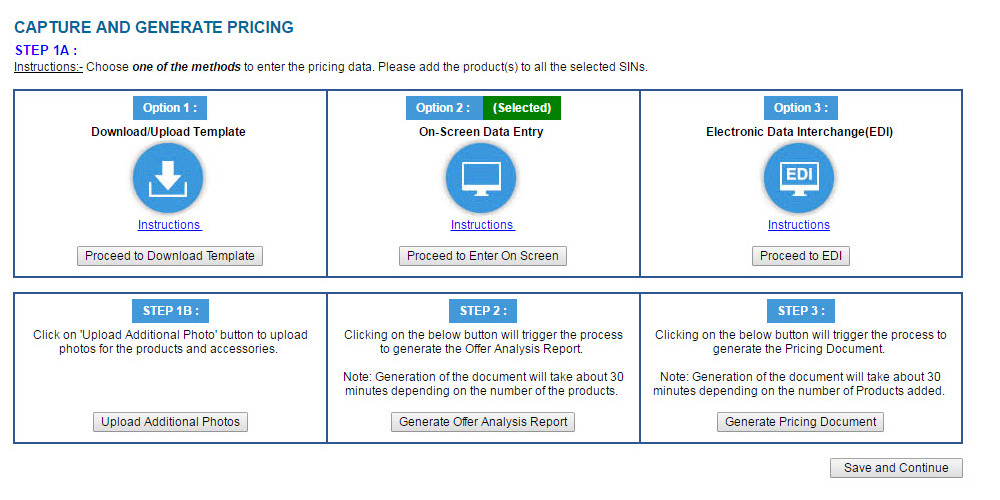 CAPTURE AND GENERATE PRICING
STEP 1A :
Instructions:- Choose one of the methods to enter the pricing data. Please add the product(s) to all the selected SINs.
Option 1 :
Download/Upload Template
Instructions
Proceed to Download Template
Option 2 : (Selected)
On-Screen Data Entry
Instructions
Proceed to Enter On Screen
Option 3 :
Electronic Data Interchange(EDI)
EDI
Instructions
Proceed to EDI
STEP 1B :
Click on 'Upload Additional Photo' button to upload
photos for the products and accessories.
Upload Additional Photos
STEP 2 :
Clicking on the below button will trigger the process
to generate the Offer Analysis Report.
Note: Generation of the document will take about 30
minutes depending on the number of the products.
Generate Offer Analysis Report
STEP 3 :
Clicking on the below button will trigger the process to
generate the Pricing Document.
Note: Generation of the document will take about 30
minutes depending on the number of Products added.
Generate Pricing Document
Save and Continue